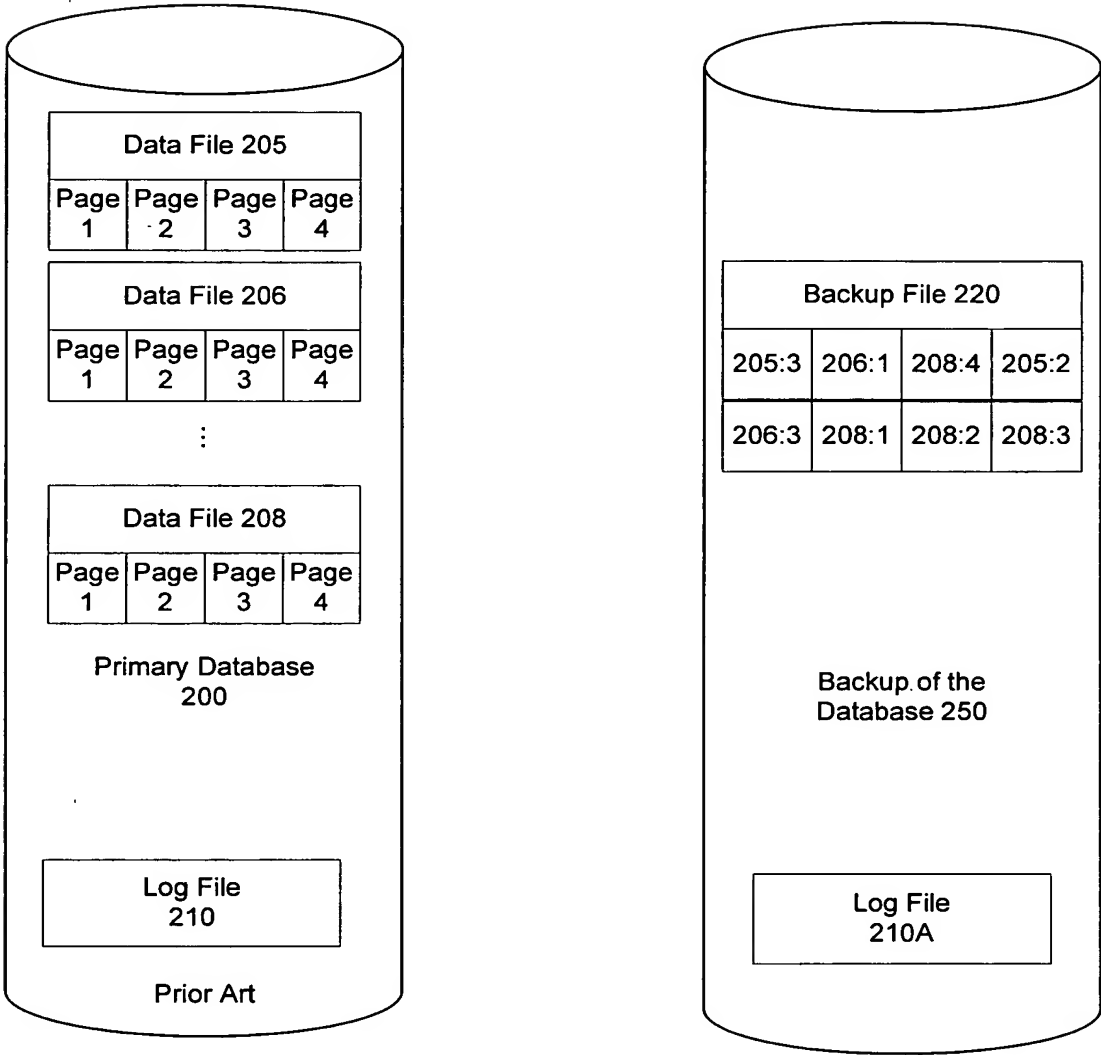 Data File 205
Page Page Page Page
1 2 3 4
Data File 206
Page Page Page Page
1 2 3 4
⋮
Data File 208
Page Page Page Page
1 2 3 4
Primary Database
200
Log File
210
Prior Art
Backup File 220
205:3 206:1 208:4 205:2
206:3 208:1 208:2 208:3
Backup of the
Database 250
Log File
210A